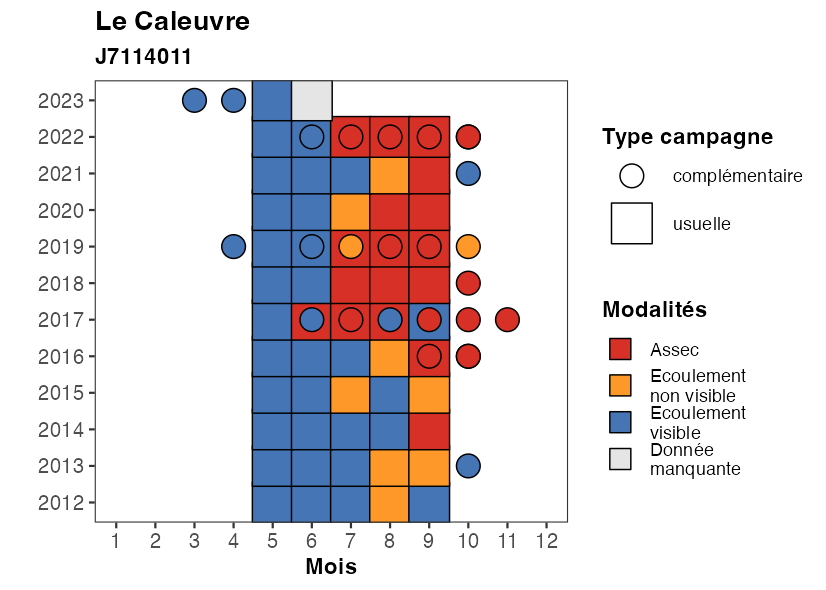 Le Caleuvre
J7114011
2023
2022
2021
2020
2019
2018
2017
2016
2015
2014
2013
2012
1 2 3 4 5 6 7 8 9 10 11 12
Mois
Type campagne
complémentaire
usuelle
Modalités
Assec
Ecoulement
non visible
Ecoulement
visible
Donnée
manquante